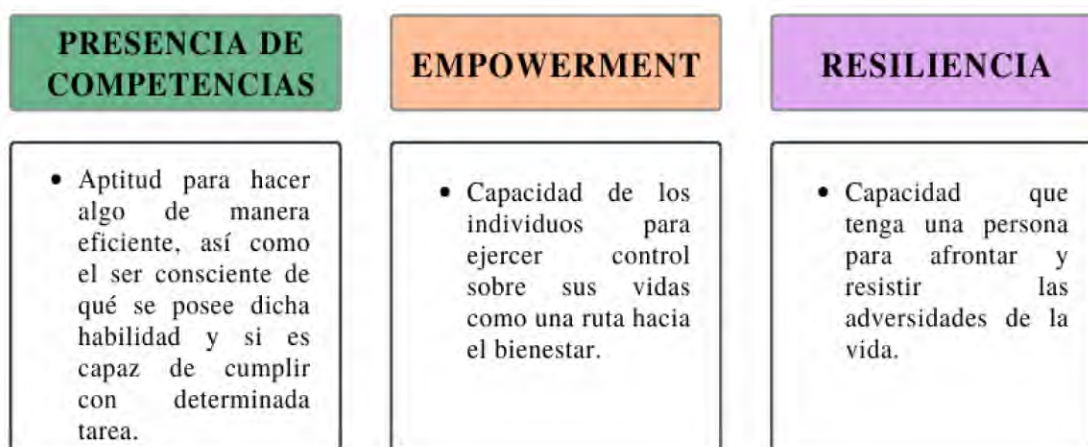 PRESENCIA DE
COMPETENCIAS
EMPOWERMENT
RESILIENCIA
• Aptitud para hacer
algo de manera
eficiente, así como
el ser consciente de
qué se posee dicha
habilidad y si es
capaz de cumplir
con determinada
tarea.
• Capacidad de los
individuos para
ejercer control
sobre sus vidas
como una ruta hacia
el bienestar.
• Capacidad que
tenga una persona
para afrontar y
resistir las
adversidades de la
vida.